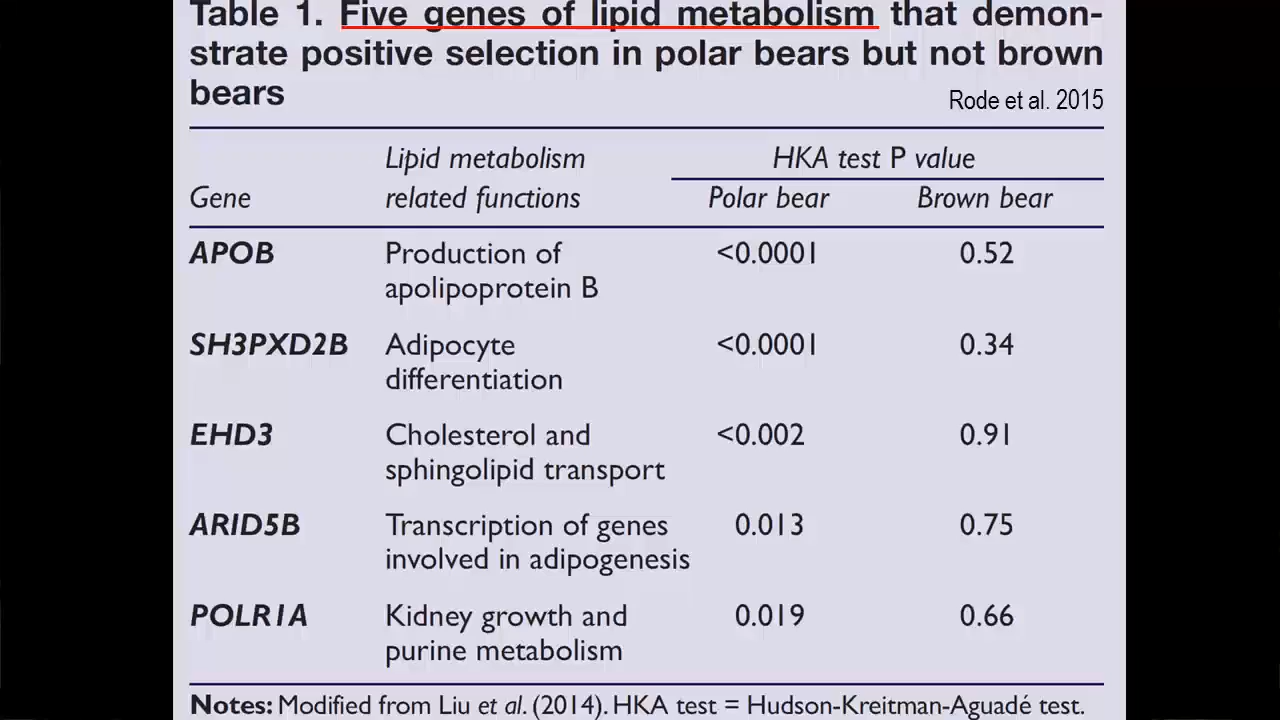 Table 1. Five genes of lipid metabolism that demon-
strate positive selection in polar bears but not brown
bears
Rode et al. 2015
Lipid metabolism HKA test P value
Gene related functions Polar bear Brown bear
APOB Production of <0.0001 0.52
apolipoprotein B
SH3PXD2B Adipocyte <0.0001 0.34
differentiation
EHD3 Cholesterol and <0.002 0.91
sphingolipid transport
ARID5B Transcription of genes 0.013 0.75
involved in adipogenesis
POLR1A Kidney growth and 0.019 0.66
purine metabolism
Notes: Modified from Liu et al. (2014). HKA test = Hudson-Kreitman-Aguadé test.